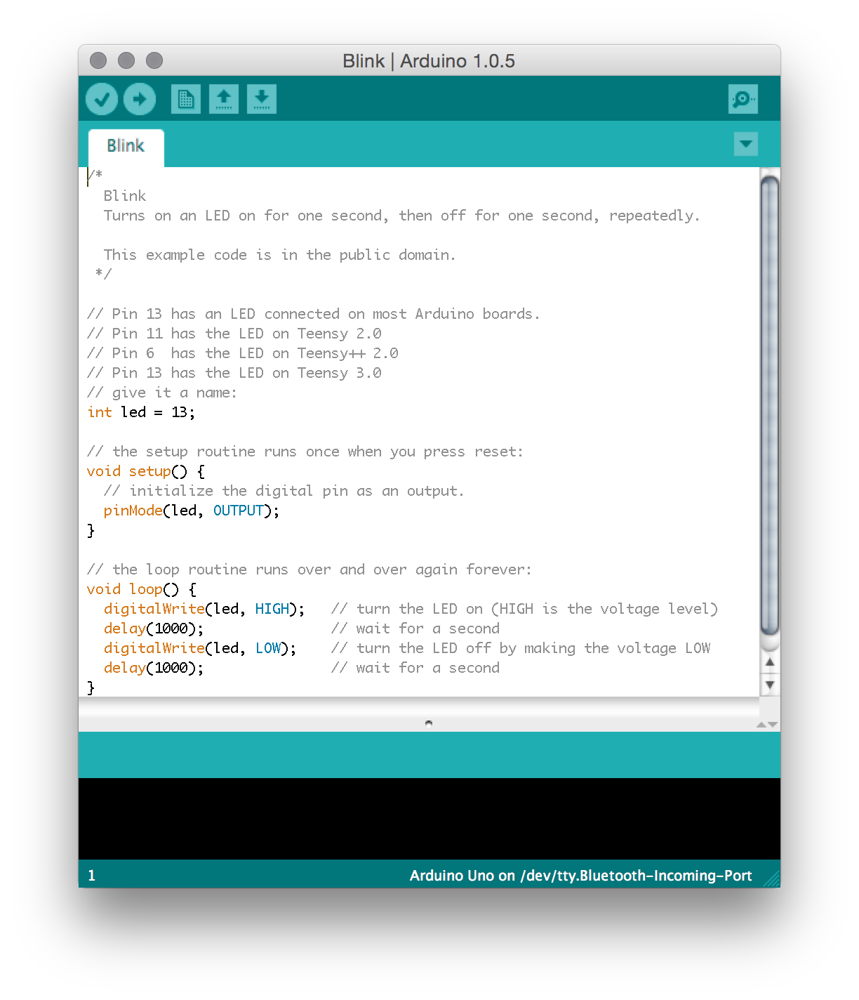 Blink | Arduino 1.0.5
Blink
/*
  Blink
  Turns on an LED on for one second, then off for one second, repeatedly.

  This example code is in the public domain.
 */

// Pin 13 has an LED connected on most Arduino boards.
// Pin 11 has the LED on Teensy 2.0
// Pin 6  has the LED on Teensy++ 2.0
// Pin 13 has the LED on Teensy 3.0
// give it a name:
int led = 13;

// the setup routine runs once when you press reset:
void setup() {
  // initialize the digital pin as an output.
  pinMode(led, OUTPUT);
}

// the loop routine runs over and over again forever:
void loop() {
  digitalWrite(led, HIGH);   // turn the LED on (HIGH is the voltage level)
  delay(1000);               // wait for a second
  digitalWrite(led, LOW);    // turn the LED off by making the voltage LOW
  delay(1000);               // wait for a second
}
1 Arduino Uno on /dev/tty.Bluetooth-Incoming-Port